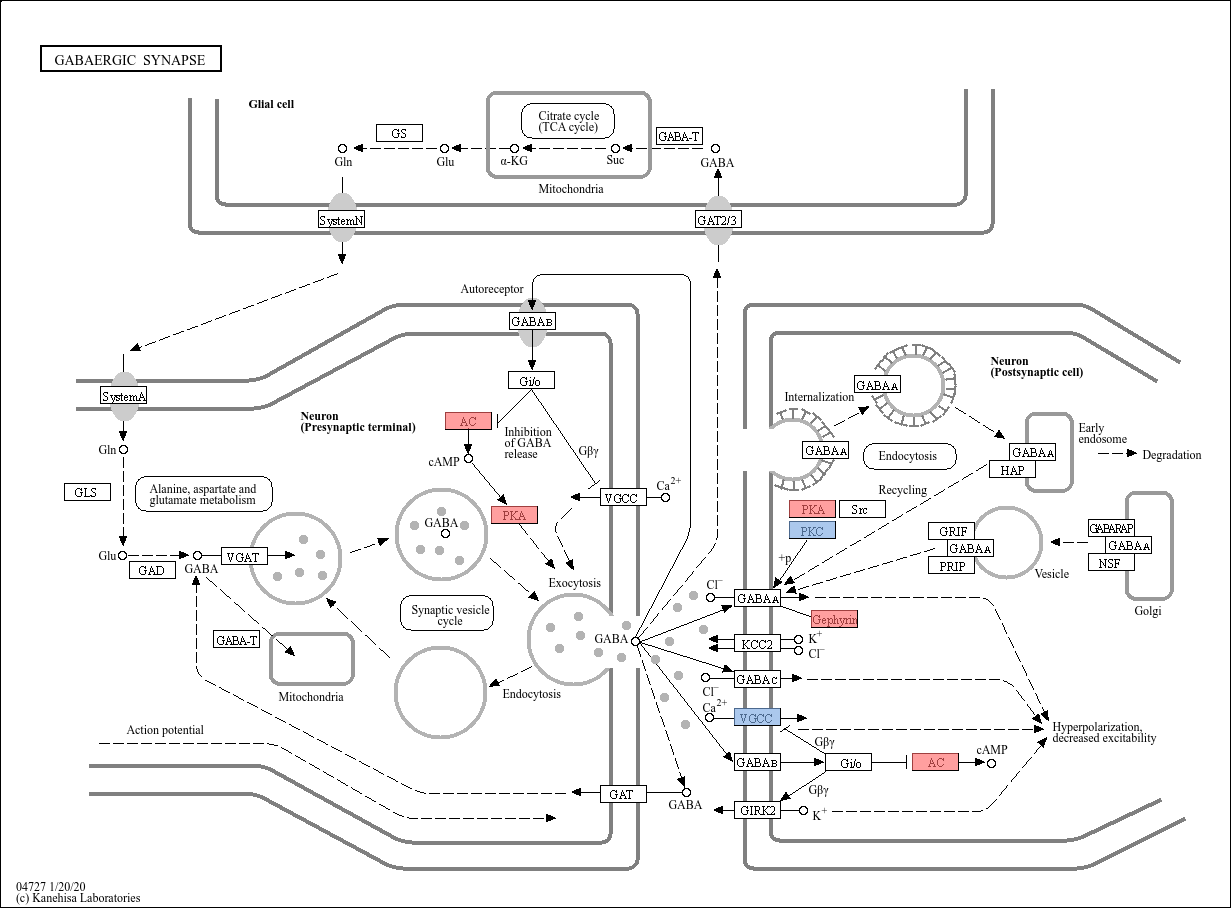 GABAERGIC SYNAPSE
Glial cell
Citrate cycle
(TCA cycle)
GS
GABA-T
Gln
Glu
α-KG
Suc
GABA
Mitochondria
SystemN
GAT2/3
Autoreceptor
GABAB
Gi/o
SystemA
Neuron
(Presynaptic terminal)
AC
Inhibition
of GABA
release
Gβγ
cAMP
Gln
GLS
Alanine, aspartate and
glutamate metabolism
GABA
PKA
VGCC
Ca2+
Glu
GAD
GABA
VGAT
Exocytosis
Synaptic vesicle
cycle
GABA-T
Mitochondria
GABA
Endocytosis
Action potential
GAT
GABA
Neuron
(Postsynaptic cell)
GABAA
Internalization
GABAA
Endocytosis
GABAA
HAP
Early
endosome
Degradation
Recycling
PKA
Src
PKC
+p
GRIF
GABAA
PRIP
Vesicle
GABARAP
GABAA
NSF
Golgi
Cl−
GABAA
Gephyrin
KCC2
K+
Cl−
GABAC
Cl−
Ca2+
VGCC
Gβγ
Hyperpolarization,
decreased excitability
GABAB
Gi/o
AC
cAMP
Gβγ
GIRK2
K+
04727 1/20/20
(c) Kanehisa Laboratories